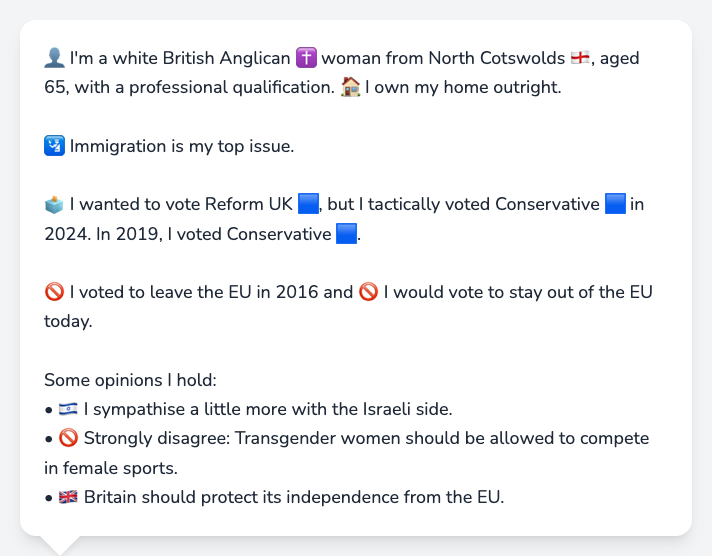 👤 I'm a white British Anglican ✝️ woman from North Cotswolds 🏴󠁧󠁢󠁥󠁮󠁧󠁿, aged
65, with a professional qualification. 🏠 I own my home outright.
🛂 Immigration is my top issue.
🗳️ I wanted to vote Reform UK 🟦, but I tactically voted Conservative 🟦 in
2024. In 2019, I voted Conservative 🟦.
🚫 I voted to leave the EU in 2016 and 🚫 I would vote to stay out of the EU
today.
Some opinions I hold:
• 🇮🇱 I sympathise a little more with the Israeli side.
• 🚫 Strongly disagree: Transgender women should be allowed to compete
in female sports.
• 🇬🇧 Britain should protect its independence from the EU.